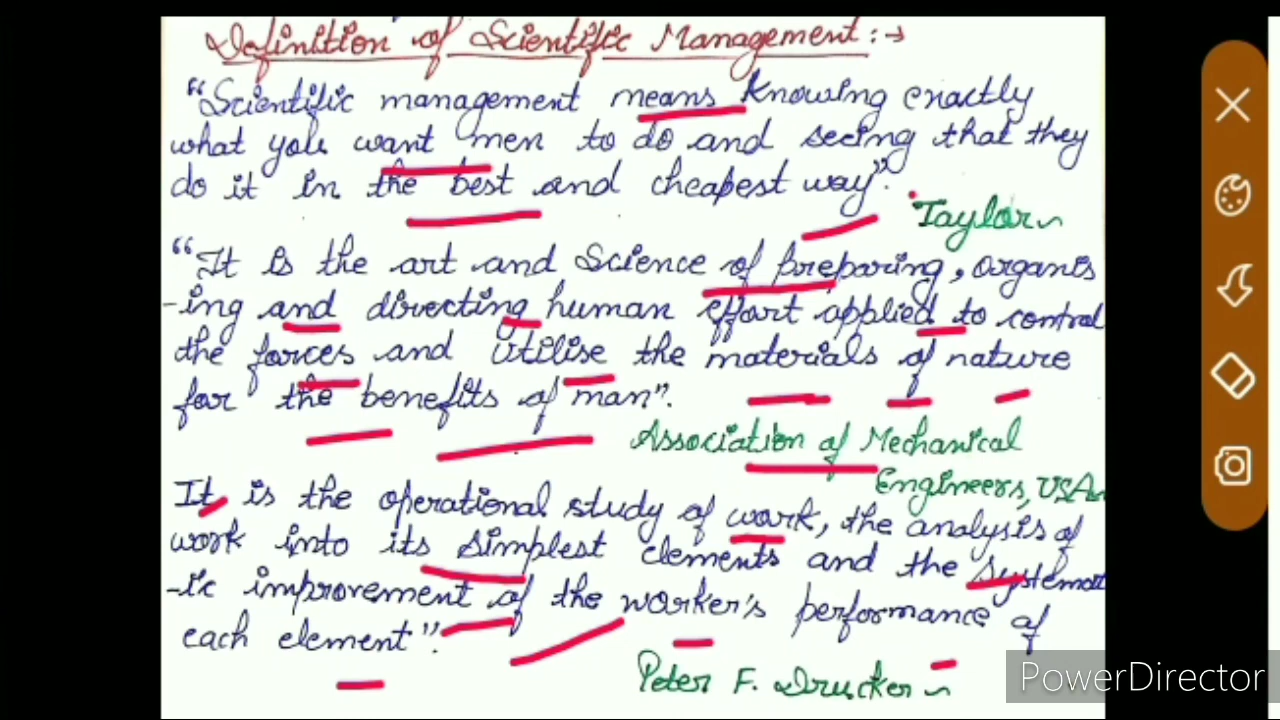 Definition of Scientific Management :→
"Scientific management means knowing exactly
what you want men to do and seeing that they
do it in the best and cheapest way".
Taylor
"It is the art and Science of preparing, organis
-ing and directing human effort applied to control
the forces and utilise the materials of nature
for the benefits of man".
Association of Mechanical
Engineers, USA
It is the operational study of work, the analysis of
work into its simplest elements and the systemat
-ic improvement of the worker's performance of
each element".
Peter F. Drucker
PowerDirector